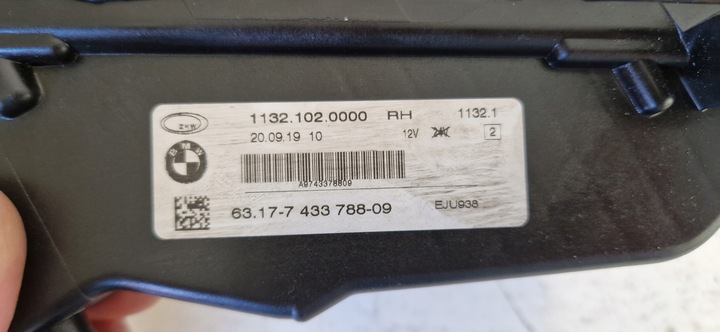 ZKW
1132.102.0000 RH 1132.1
20.09.19 10 12V 2
BMW
A9743378809
63.17-7 433 788-09 EJU938